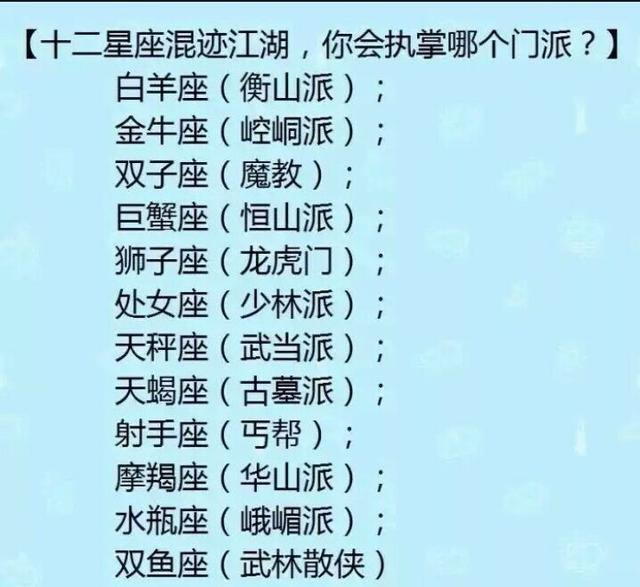 【十二星座混迹江湖，你会执掌哪个门派？】
白羊座（衡山派）；
金牛座（崆峒派）；
双子座（魔教）；
巨蟹座（恒山派）；
狮子座（龙虎门）；
处女座（少林派）；
天秤座（武当派）；
天蝎座（古墓派）；
射手座（丐帮）；
摩羯座（华山派）；
水瓶座（峨嵋派）；
双鱼座（武林散侠）